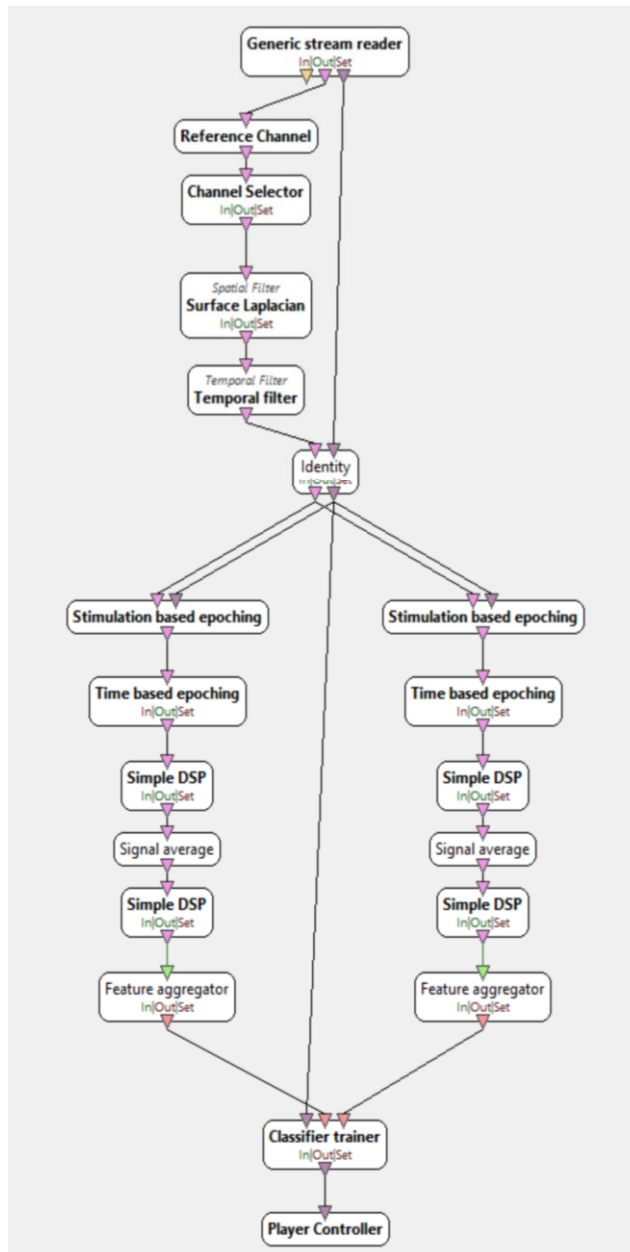 Generic stream reader
In|Out|Set
Reference Channel
Channel Selector
In|Out|Set
Spatial Filter
Surface Laplacian
In|Out|Set
Temporal Filter
Temporal filter
Identity
In|Out|Set
Stimulation based epoching
Stimulation based epoching
Time based epoching
In|Out|Set
Time based epoching
In|Out|Set
Simple DSP
In|Out|Set
Simple DSP
In|Out|Set
Signal average
Signal average
Simple DSP
In|Out|Set
Simple DSP
In|Out|Set
Feature aggregator
In|Out|Set
Feature aggregator
In|Out|Set
Classifier trainer
In|Out|Set
Player Controller